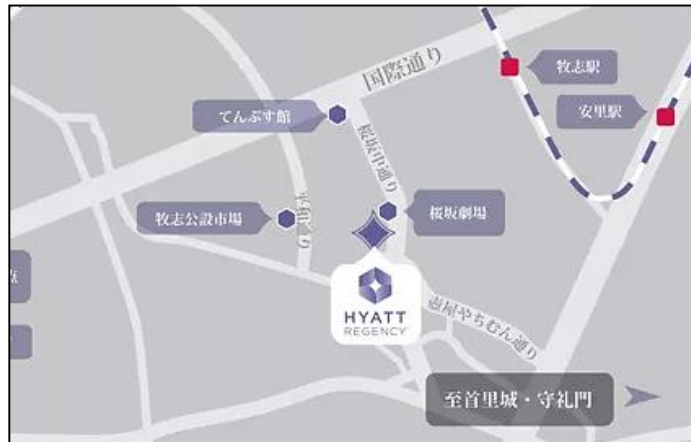 国際通り
牧志駅
安里駅
てんぶす館
桜坂中通り
牧志公設市場
平和通り
桜坂劇場
点
HYATT
REGENCY
壺屋やちむん通り
至首里城・守礼門